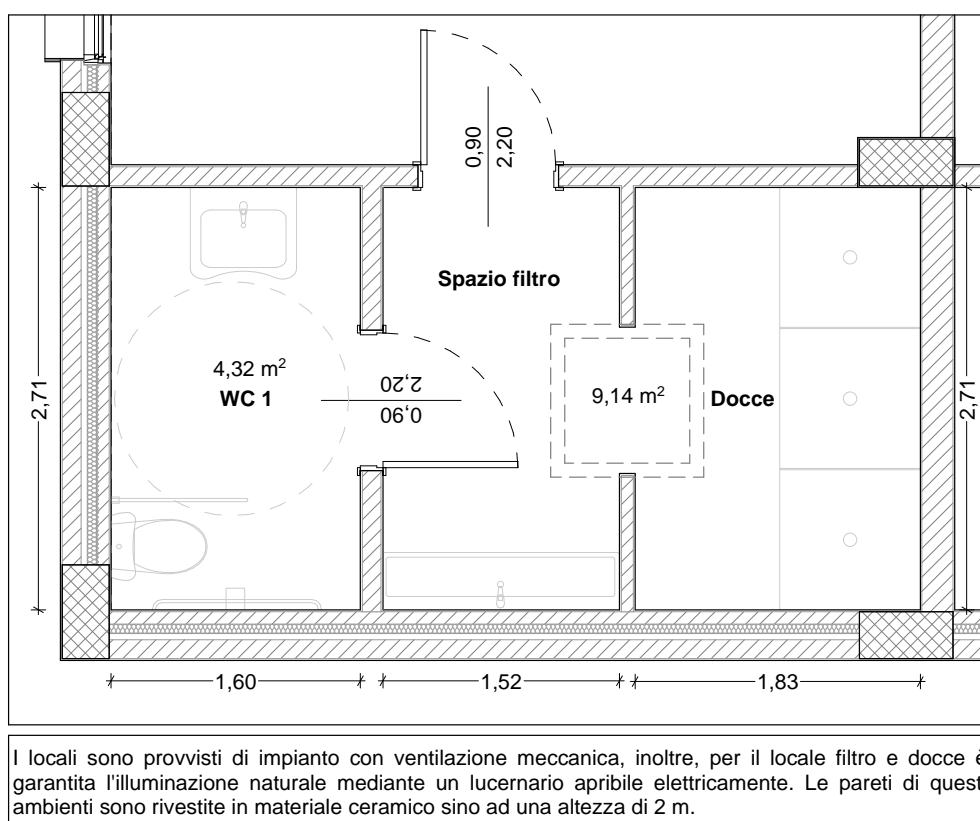 0,90
2,20
Spazio filtro
4,32 m²
WC 1
2,20
0,90
9,14 m²
Docce
2,71
2,71
1,60
1,52
1,83
I locali sono provvisti di impianto con ventilazione meccanica, inoltre, per il locale filtro e docce è
garantita l'illuminazione naturale mediante un lucernario apribile elettricamente. Le pareti di quest
ambienti sono rivestite in materiale ceramico sino ad una altezza di 2 m.